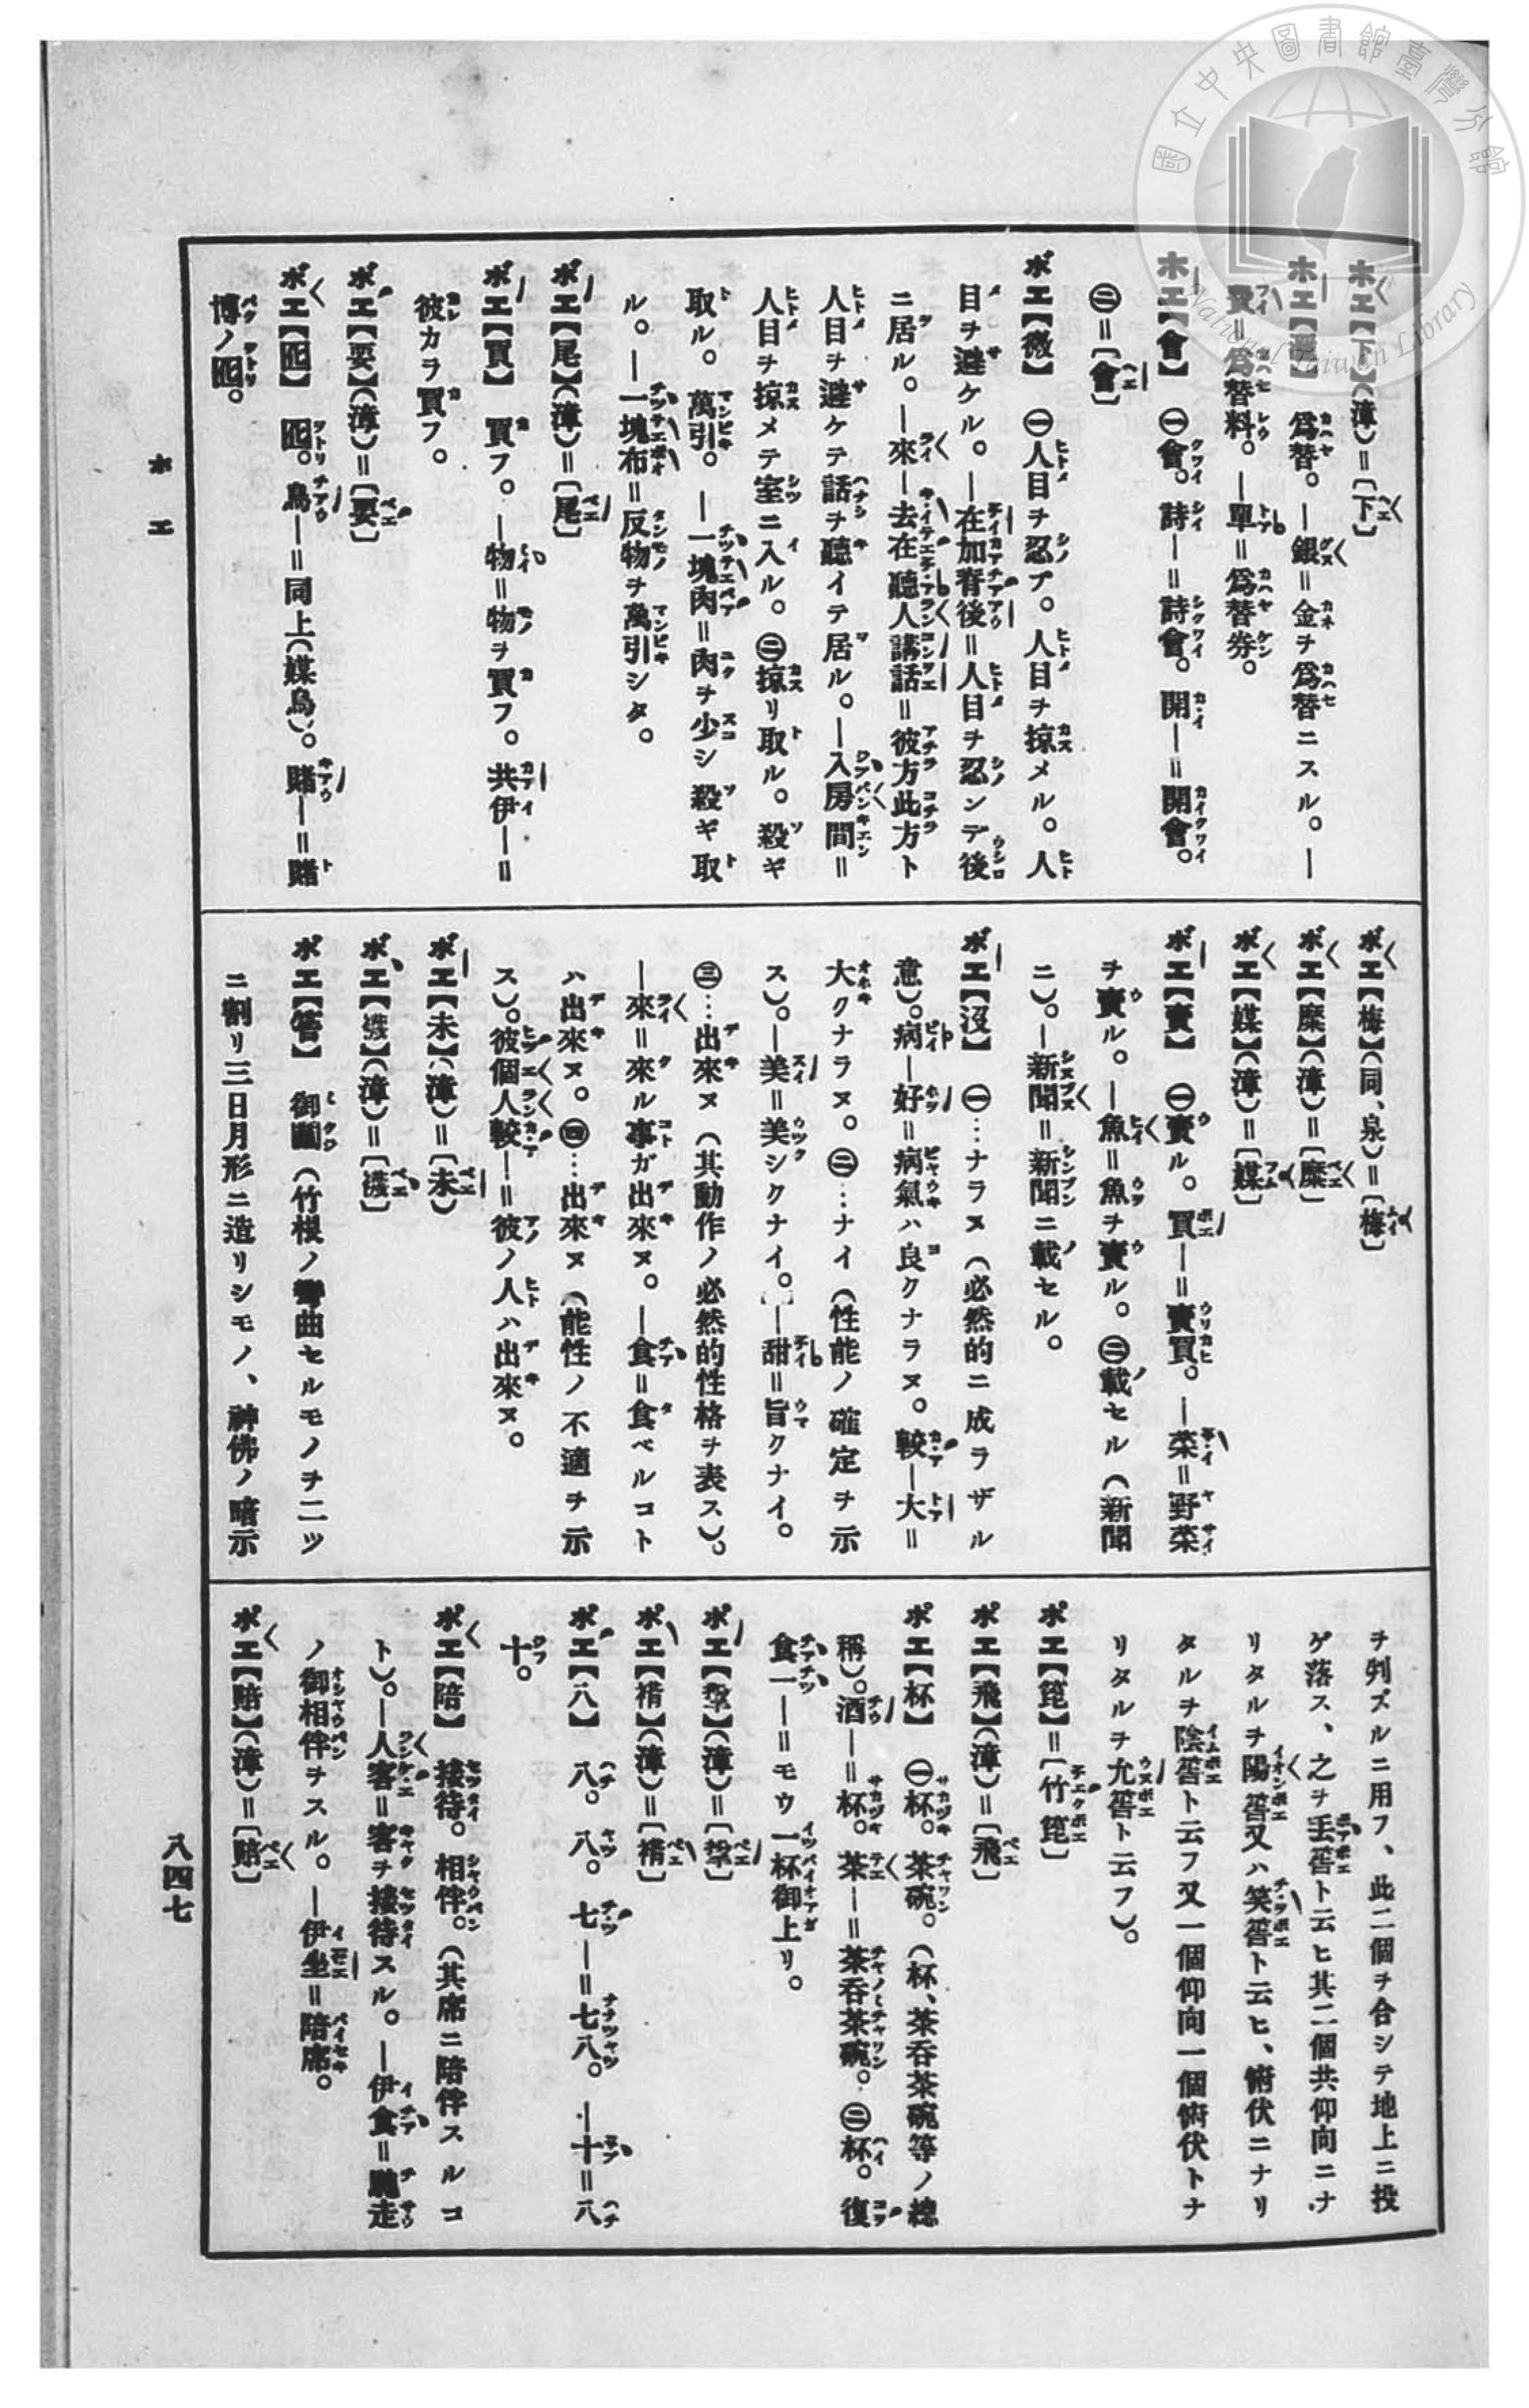 國立中央圖書館臺灣分館
National Taiwan Library
ホエ【下】(漳)=〔下〕
ホエ【滙】 爲替。―銀=金ヲ爲替ニスル。―
費=爲替料。―單=爲替券。
ホエ【會】 ㊀會。詩―=詩會。開―=開會。
㊁=〔會〕
ボエ【微】 ㊀人目ヲ忍ブ。人目ヲ掠メル。人
目ヲ避ケル。―在加脊後=人目ヲ忍ンデ後
ニ居ル。―來―去在聽人講話=彼方此方ト
人目ヲ避ケテ話ヲ聽イテ居ル。―入房間=
人目ヲ掠メテ室ニ入ル。㊁掠リ取ル。殺ギ
取ル。萬引。―一塊肉=肉ヲ少シ殺ギ取
ル。―一塊布=反物ヲ萬引シタ。
ボエ【尾】(漳)=〔尾〕
ボエ【買】 買フ。―物=物ヲ買フ。共伊―=
彼カラ買フ。
ボエ【要】(漳)=〔要〕
ボエ【囮】 囮。鳥―=同上(媒鳥)。賭―=賭
博ノ囮。
ボエ【梅】(同、泉)=〔梅〕
ボエ【糜】(漳)=〔糜〕
ボエ【媒】(漳)=〔媒〕
ボエ【賣】 ㊀賣ル。買―=賣買。―菜=野菜
ヲ賣ル。―魚=魚ヲ賣ル。㊁載セル(新聞
ニ)。―新聞=新聞ニ載セル。
ボエ【沒】 ㊀…ナラヌ(必然的ニ成ラザル
意)。病―好=病氣ハ良クナラヌ。較―大=
大クナラヌ。㊁…ナイ(性能ノ確定ヲ示
ス)。―美=美シクナイ。―甜=旨クナイ。
㊂…出來ヌ(其動作ノ必然的性格ヲ表ス)。
―來=來ル事ガ出來ヌ。―食=食ベルコト
ハ出來ヌ。㊃…出來ヌ(能性ノ不適ヲ示
ス)。彼個人較―=彼ノ人ハ出來ヌ。
ボエ【未】(漳)=〔未〕
ボエ【襪】(漳)=〔襪〕
ポエ【筶】 御鬮(竹根ノ彎曲セルモノヲ二ツ
ニ割リ三日月形ニ造リシモノ、神佛ノ暗示
ヲ判ズルニ用フ、此二個ヲ合シテ地上ニ投
ゲ落ス、之ヲ丢筶ト云ヒ其二個共仰向ニナ
リタルヲ陽筶又ハ笑筶ト云ヒ、俯伏ニナリ
タルヲ陰筶ト云フ又一個仰向一個俯伏トナ
リタルヲ允筶ト云フ)。
ポエ【箆】=〔竹箆〕
ポエ【飛】(漳)=〔飛〕
ポエ【杯】 ㊀杯。茶碗。(杯、茶呑茶碗等ノ總
稱)。酒―=杯。茶―=茶呑茶碗。㊁杯。復
食一―=モウ一杯御上リ。
ポエ(漳)
ポエ(漳)
ポエ【八】 八。八。七―=七八。―十=八
十。
ポエ【陪】 接待。相伴。(其席ニ陪伴スルコ
ト)。―人客=客ヲ接待スル。―伊食=馳走
ノ御相伴ヲスル。―伊坐=陪席。
ポエ【賠】(漳)=〔賠〕
ホ エ
八四七